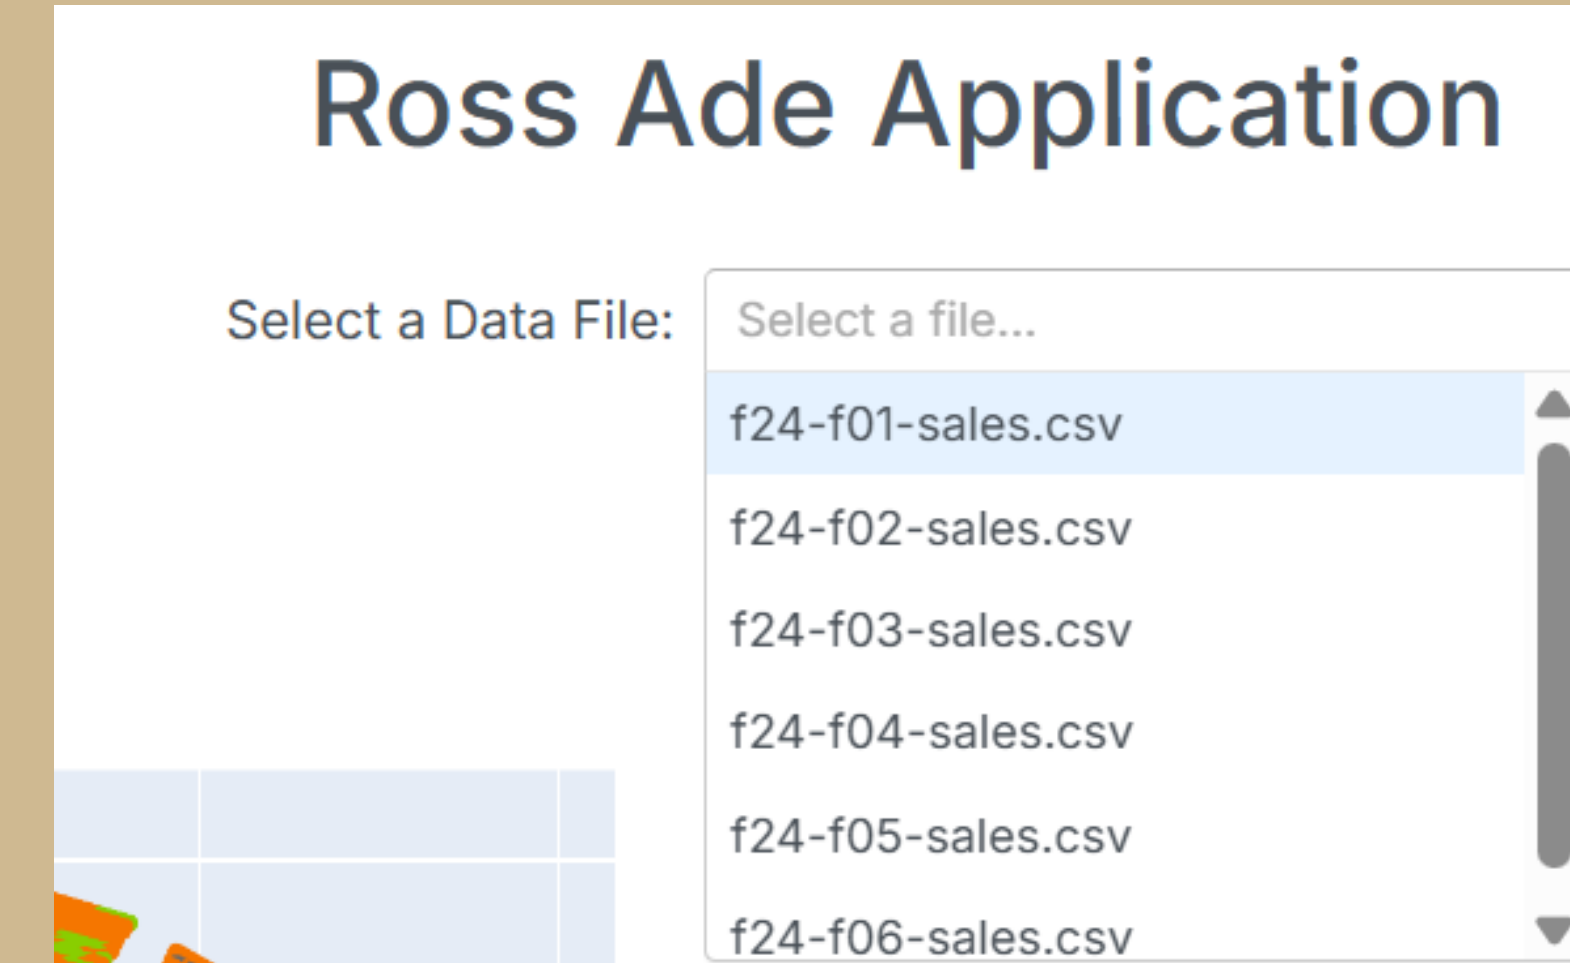 Ross Ade Application
Select a Data File:
Select a file...
f24-f01-sales.csv
f24-f02-sales.csv
f24-f03-sales.csv
f24-f04-sales.csv
f24-f05-sales.csv
f24-f06-sales.csv